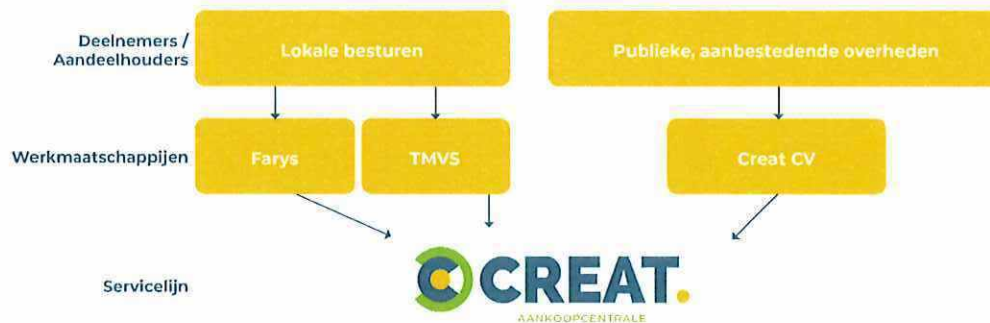 Deelnemers /
Aandeelhouders
Lokale besturen
Publieke, aanbestedende overheden
Werkmaatschappijen
Farys
TMVS
Creat CV
Servicelijn
CREAT.
AANKOOPCENTRALE